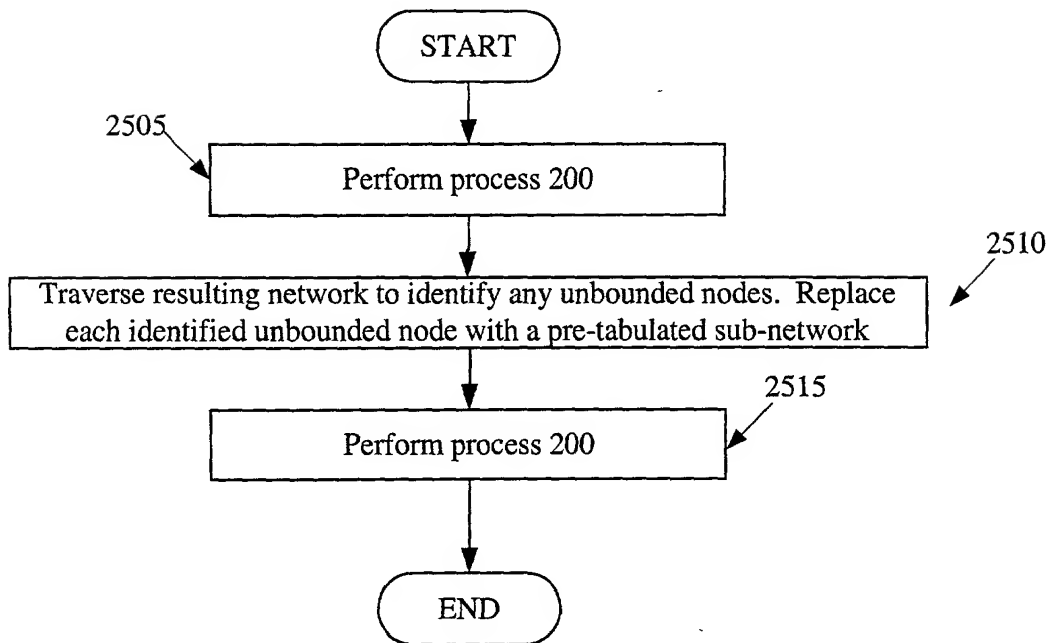 START
2505
Perform process 200
2510
Traverse resulting network to identify any unbounded nodes. Replace
each identified unbounded node with a pre-tabulated sub-network
2515
Perform process 200
END